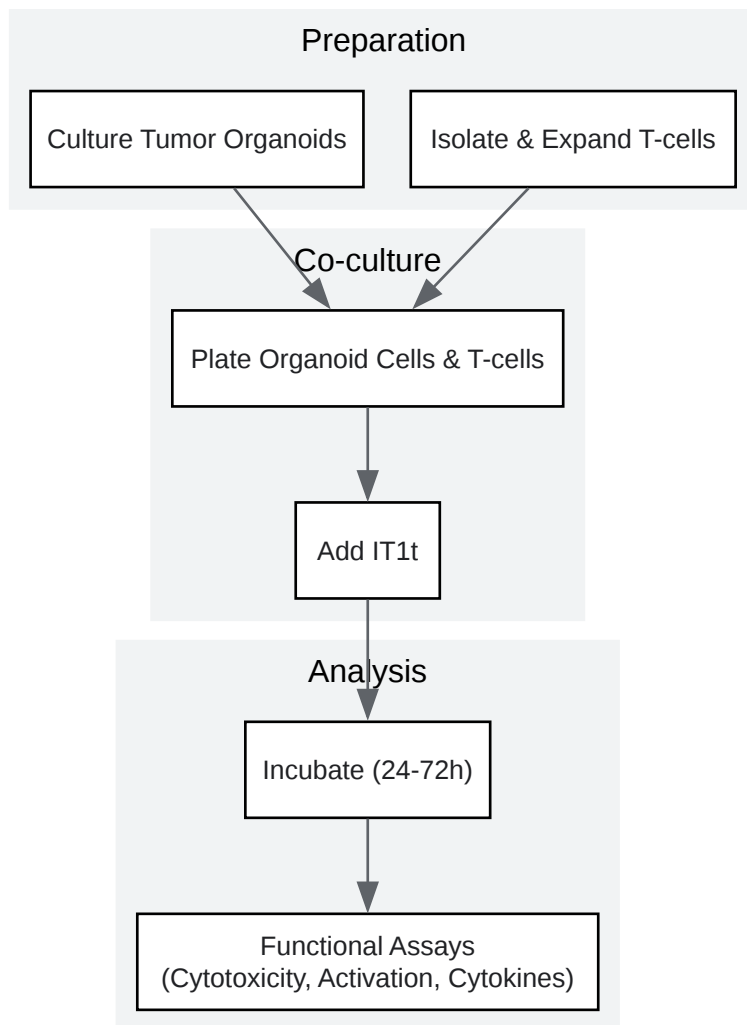 Preparation
Culture Tumor Organoids
Isolate & Expand T-cells
Co-culture
Plate Organoid Cells & T-cells
Add IT1t
Analysis
Incubate (24-72h)
Functional Assays
(Cytotoxicity, Activation, Cytokines)